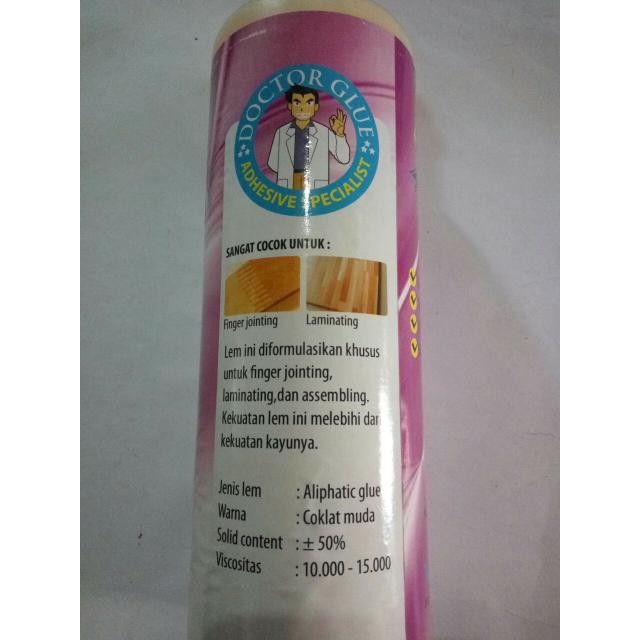 DOCTOR GLUE
ADHESIVE SPECIALIST
SANGAT COCOK UNTUK :
Finger jointing Laminating
Lem ini diformulasikan khusus
untuk finger jointing,
laminating,dan assembling.
Kekuatan lem ini melebihi dari
kekuatan kayunya.
Jenis lem : Aliphatic glue
Warna : Coklat muda
Solid content : ± 50%
Viscositas : 10.000 - 15.000